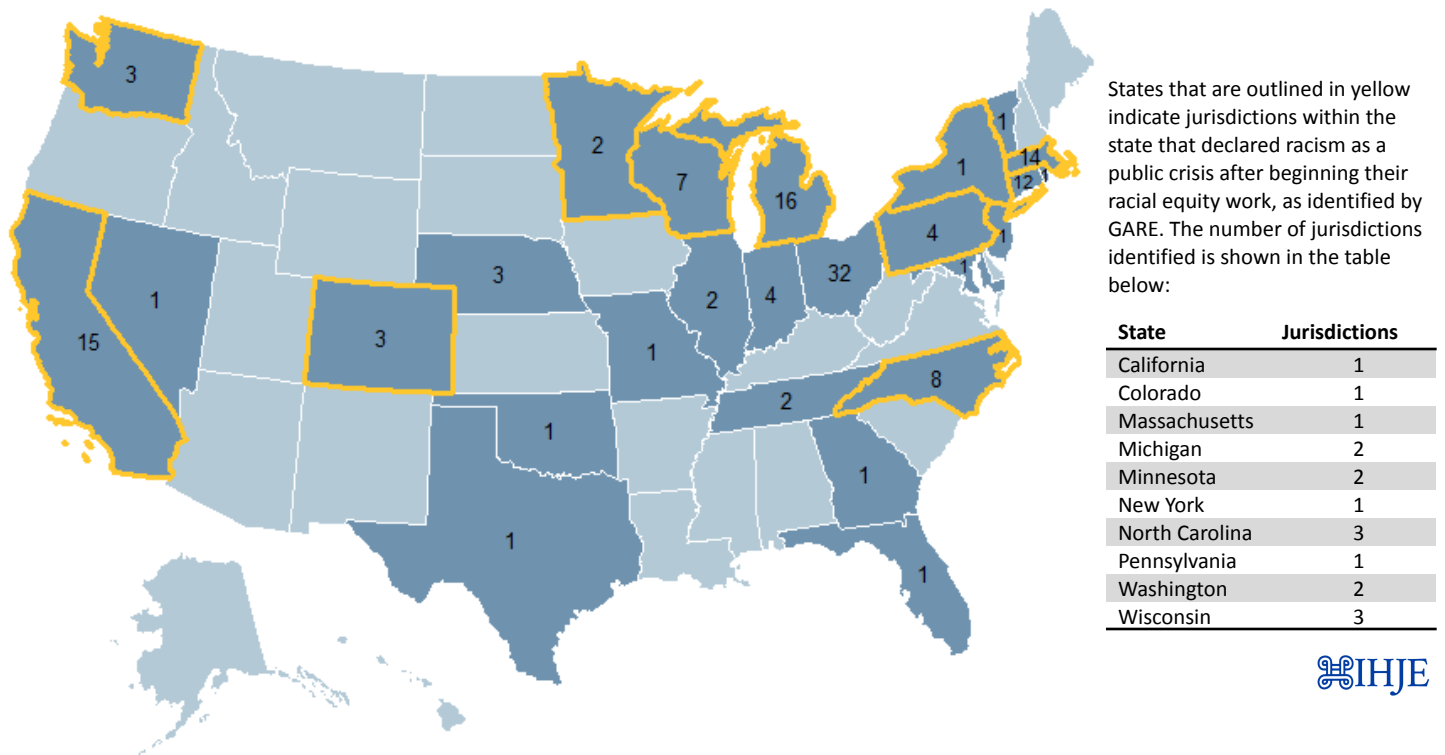 3
2
7
16
1
1
14
12
1
4
1
1
3
1
15
3
2
4
32
1
2
8
1
1
1
1
States that are outlined in yellow
indicate jurisdictions within the
state that declared racism as a
public crisis after beginning their
racial equity work, as identified by
GARE. The number of jurisdictions
identified is shown in the table
below:
State Jurisdictions
California 1
Colorado 1
Massachusetts 1
Michigan 2
Minnesota 2
New York 1
North Carolina 3
Pennsylvania 1
Washington 2
Wisconsin 3
IHJE